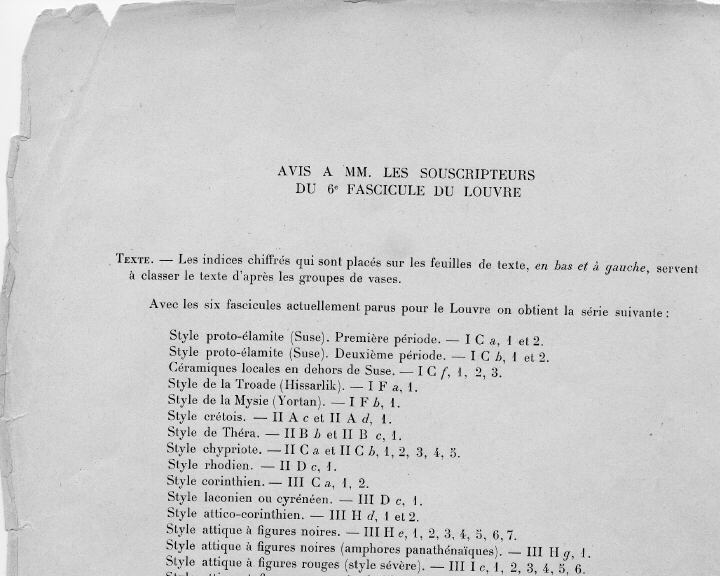 AVIS A MM. LES SOUSCRIPTEURS
DU 6e FASCICULE DU LOUVRE
TEXTE. — Les indices chiffrés qui sont placés sur les feuilles de texte, en bas et à gauche, servent
à classer le texte d'après les groupes de vases.
Avec les six fascicules actuellement parus pour le Louvre on obtient la série suivante :
Style proto-élamite (Suse). Première période. — I C a, 1 et 2.
Style proto-élamite (Suse). Deuxième période. — I C b, 1 et 2.
Céramiques locales en dehors de Suse. — I C f, 1, 2, 3.
Style de la Troade (Hissarlik). — I F a, 1.
Style de la Mysie (Yortan). — I F b, 1.
Style crétois. — II A c et II A d, 1.
Style de Théra. — II B b et II B c, 1.
Style chypriote. — II C a et II C b, 1, 2, 3, 4, 5.
Style rhodien. — II D c, 1.
Style corinthien. — III C a, 1, 2.
Style laconien ou cyrénéen. — III D c, 1.
Style attico-corinthien. — III H d, 1 et 2.
Style attique à figures noires. — III H e, 1, 2, 3, 4, 5, 6, 7.
Style attique à figures noires (amphores panathénaïques). — III H g, 1.
Style attique à figures rouges (style sévère). — III I c, 1, 2, 3, 4, 5, 6.